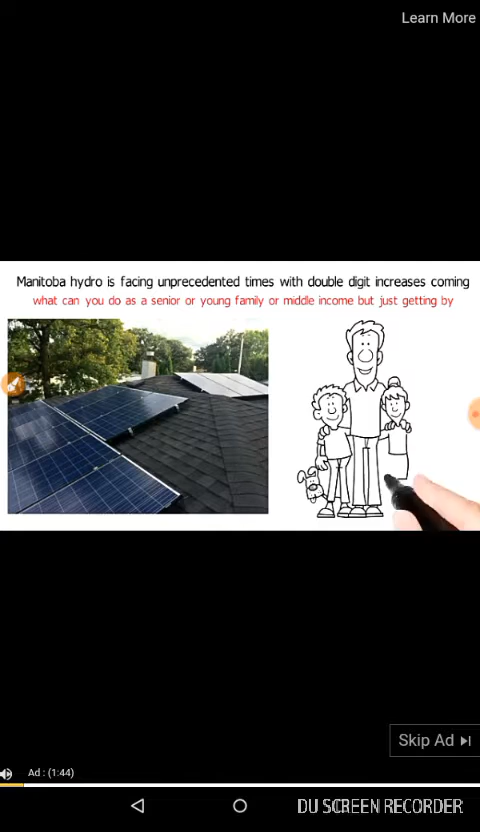 Learn More
Manitoba hydro is facing unprecedented times with double digit increases coming
what can you do as a senior or young family or middle income but just getting by
Skip Ad
Ad : (1:44)
DU SCREEN RECORDER